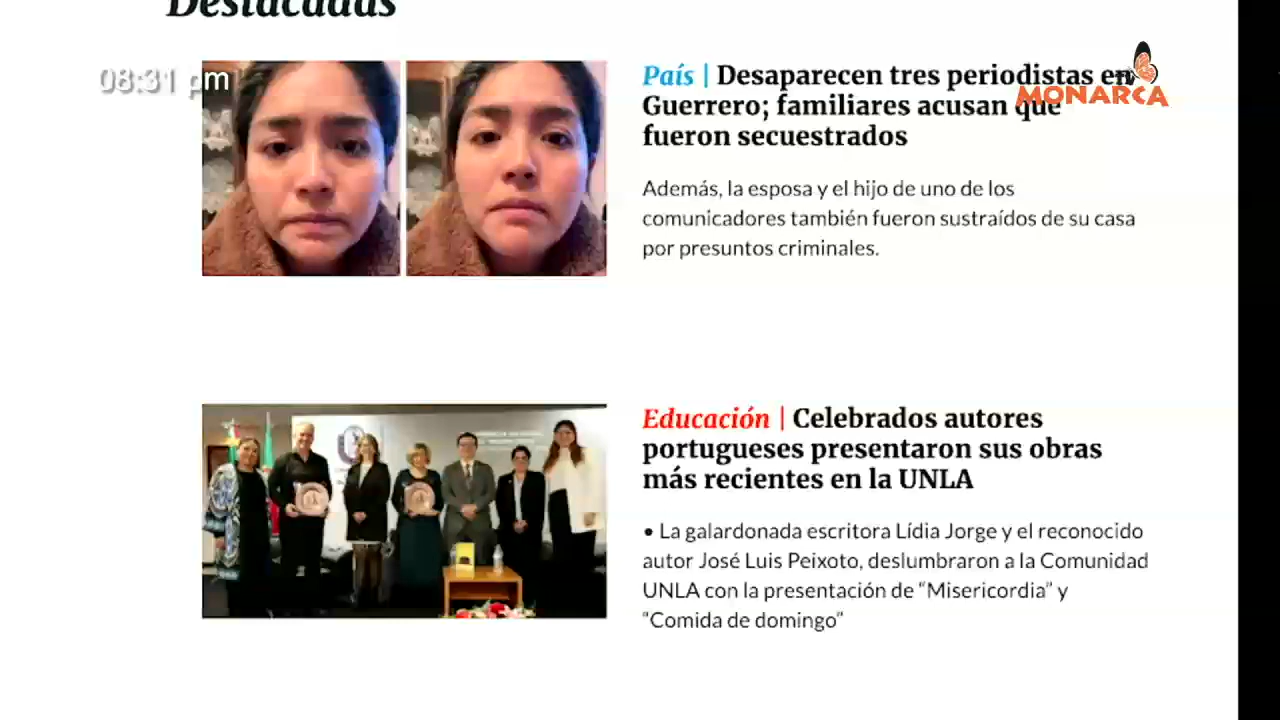 Destacadas
08:31 pm
MONARCA
País | Desaparecen tres periodistas en
Guerrero; familiares acusan que
fueron secuestrados
Además, la esposa y el hijo de uno de los
comunicadores también fueron sustraídos de su casa
por presuntos criminales.
Educación | Celebrados autores
portugueses presentaron sus obras
más recientes en la UNLA
• La galardonada escritora Lídia Jorge y el reconocido
autor José Luis Peixoto, deslumbraron a la Comunidad
UNLA con la presentación de “Misericordia” y
“Comida de domingo”